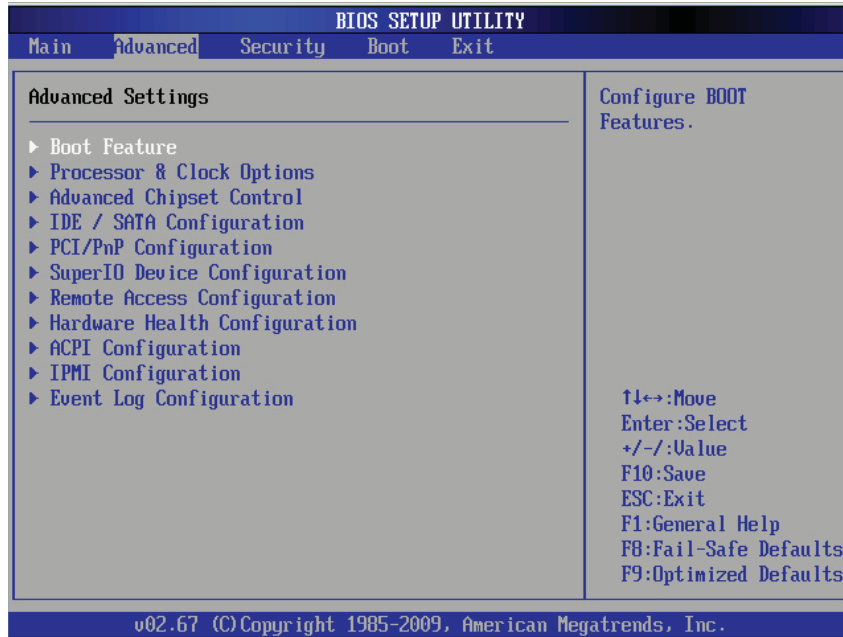 BIOS SETUP UTILITY
Main Advanced Security Boot Exit
Advanced Settings
▶ Boot Feature
▶ Processor & Clock Options
▶ Advanced Chipset Control
▶ IDE / SATA Configuration
▶ PCI/PnP Configuration
▶ SuperIO Device Configuration
▶ Remote Access Configuration
▶ Hardware Health Configuration
▶ ACPI Configuration
▶ IPMI Configuration
▶ Event Log Configuration
Configure BOOT
Features.
↑↓←→:Move
Enter:Select
+/-/:Value
F10:Save
ESC:Exit
F1:General Help
F8:Fail-Safe Defaults
F9:Optimized Defaults
v02.67 (C)Copyright 1985-2009, American Megatrends, Inc.